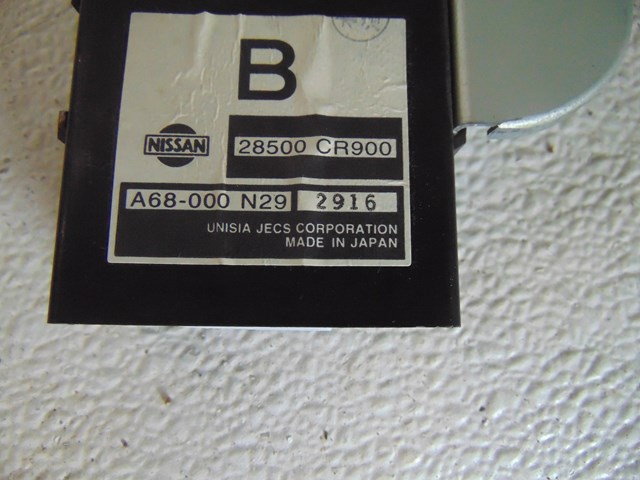 B
NISSAN
28500 CR900
A68-000 N29 2916
UNISIA JECS CORPORATION
MADE IN JAPAN